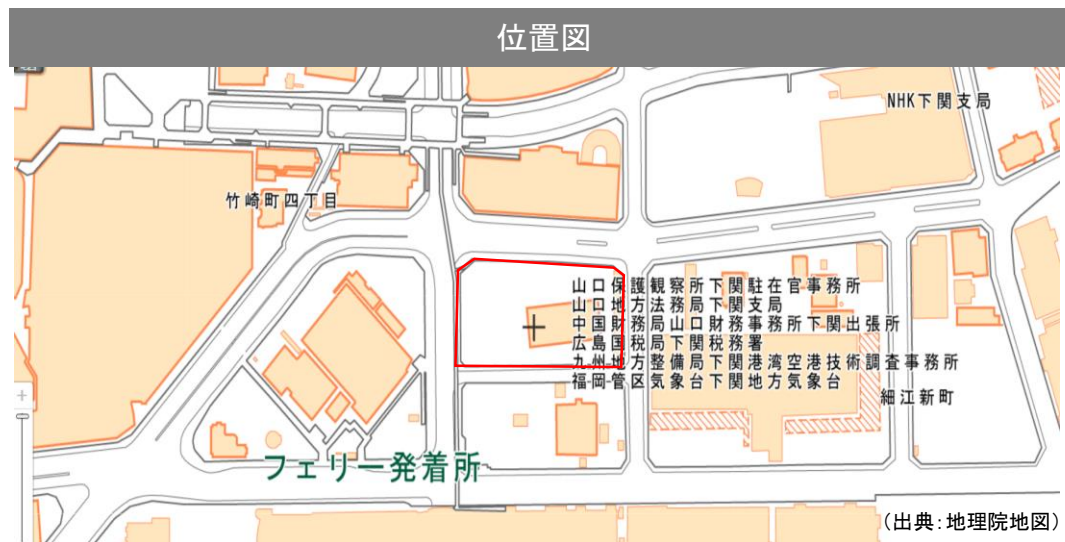 位置図
NHK下関支局
竹崎町四丁目
山口保護観察所下関駐在官事務所
山口地方法務局下関支局
中国財務局山口財務事務所下関出張所
広島国税局下関税務署
九州地方整備局下関港湾空港技術調査事務所
福岡管区気象台下関地方気象台
細江新町
フェリー発着所
（出典：地理院地図）